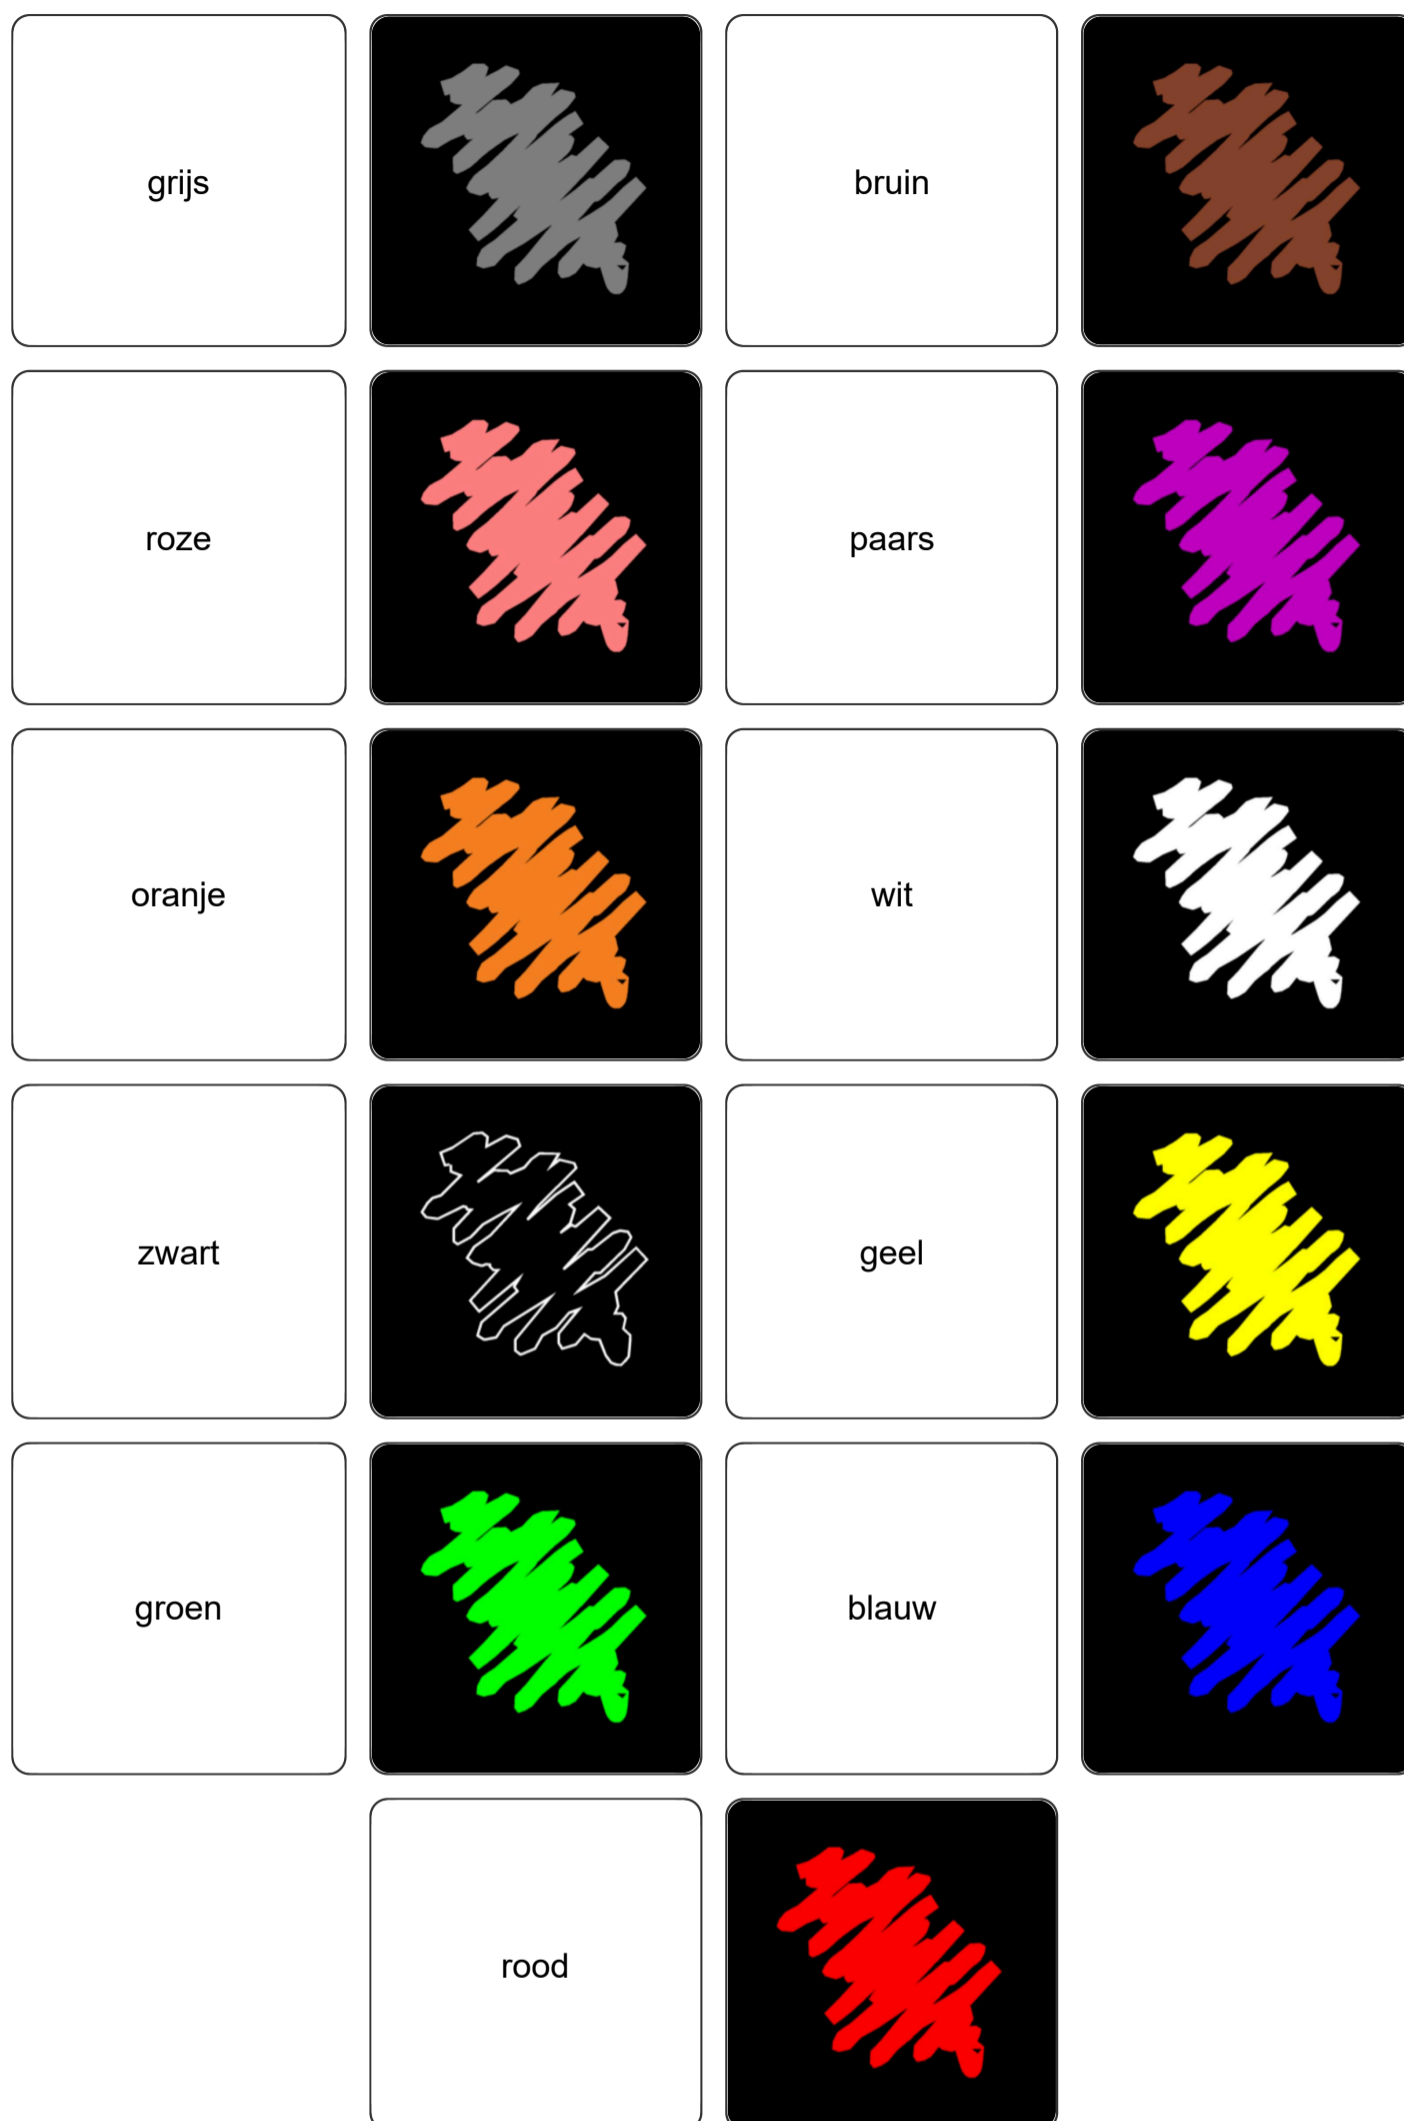 grijs
bruin
roze
paars
oranje
wit
zwart
geel
groen
blauw
rood